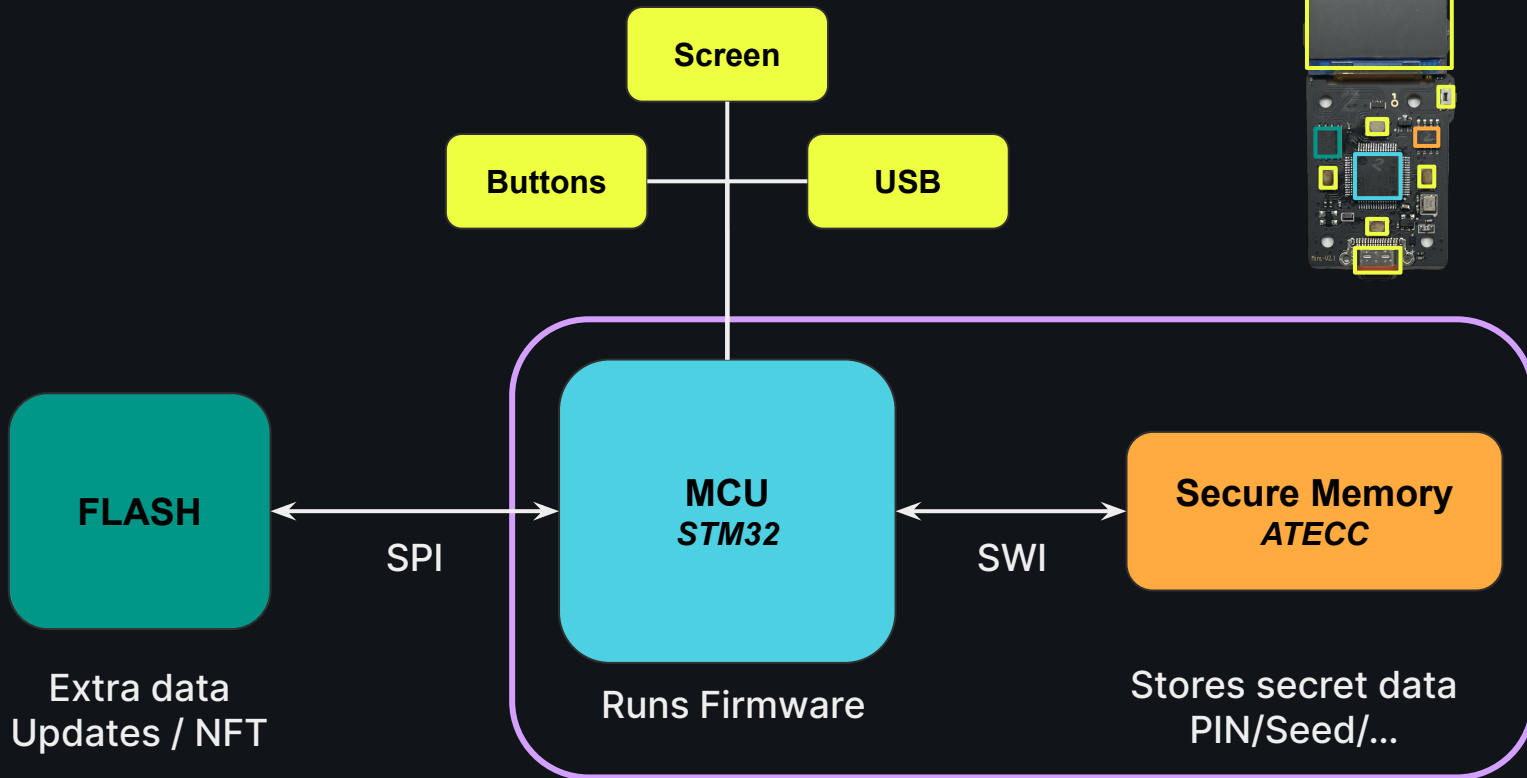 Screen
Buttons
USB
FLASH
SPI
MCU
STM32
SWI
Secure Memory
ATECC
Extra data
Updates / NFT
Runs Firmware
Stores secret data
PIN/Seed/...